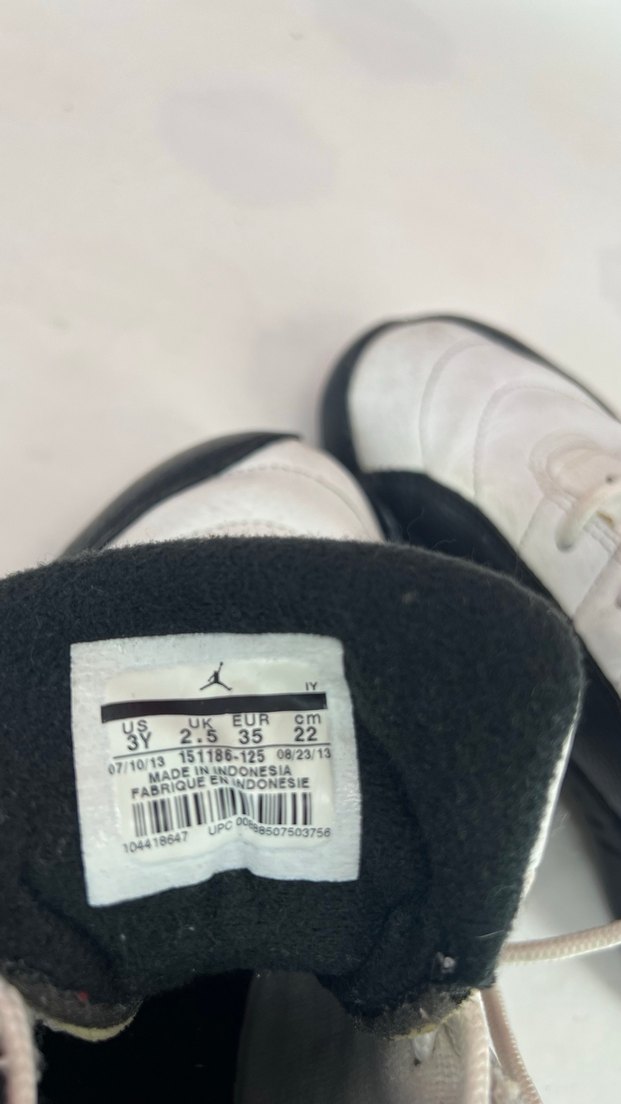 IY
US UK EUR cm
3Y 2.5 35 22
07/10/13 151186-125 08/23/13
MADE IN INDONESIA
FABRIQUE EN INDONESIE
104418647 UPC